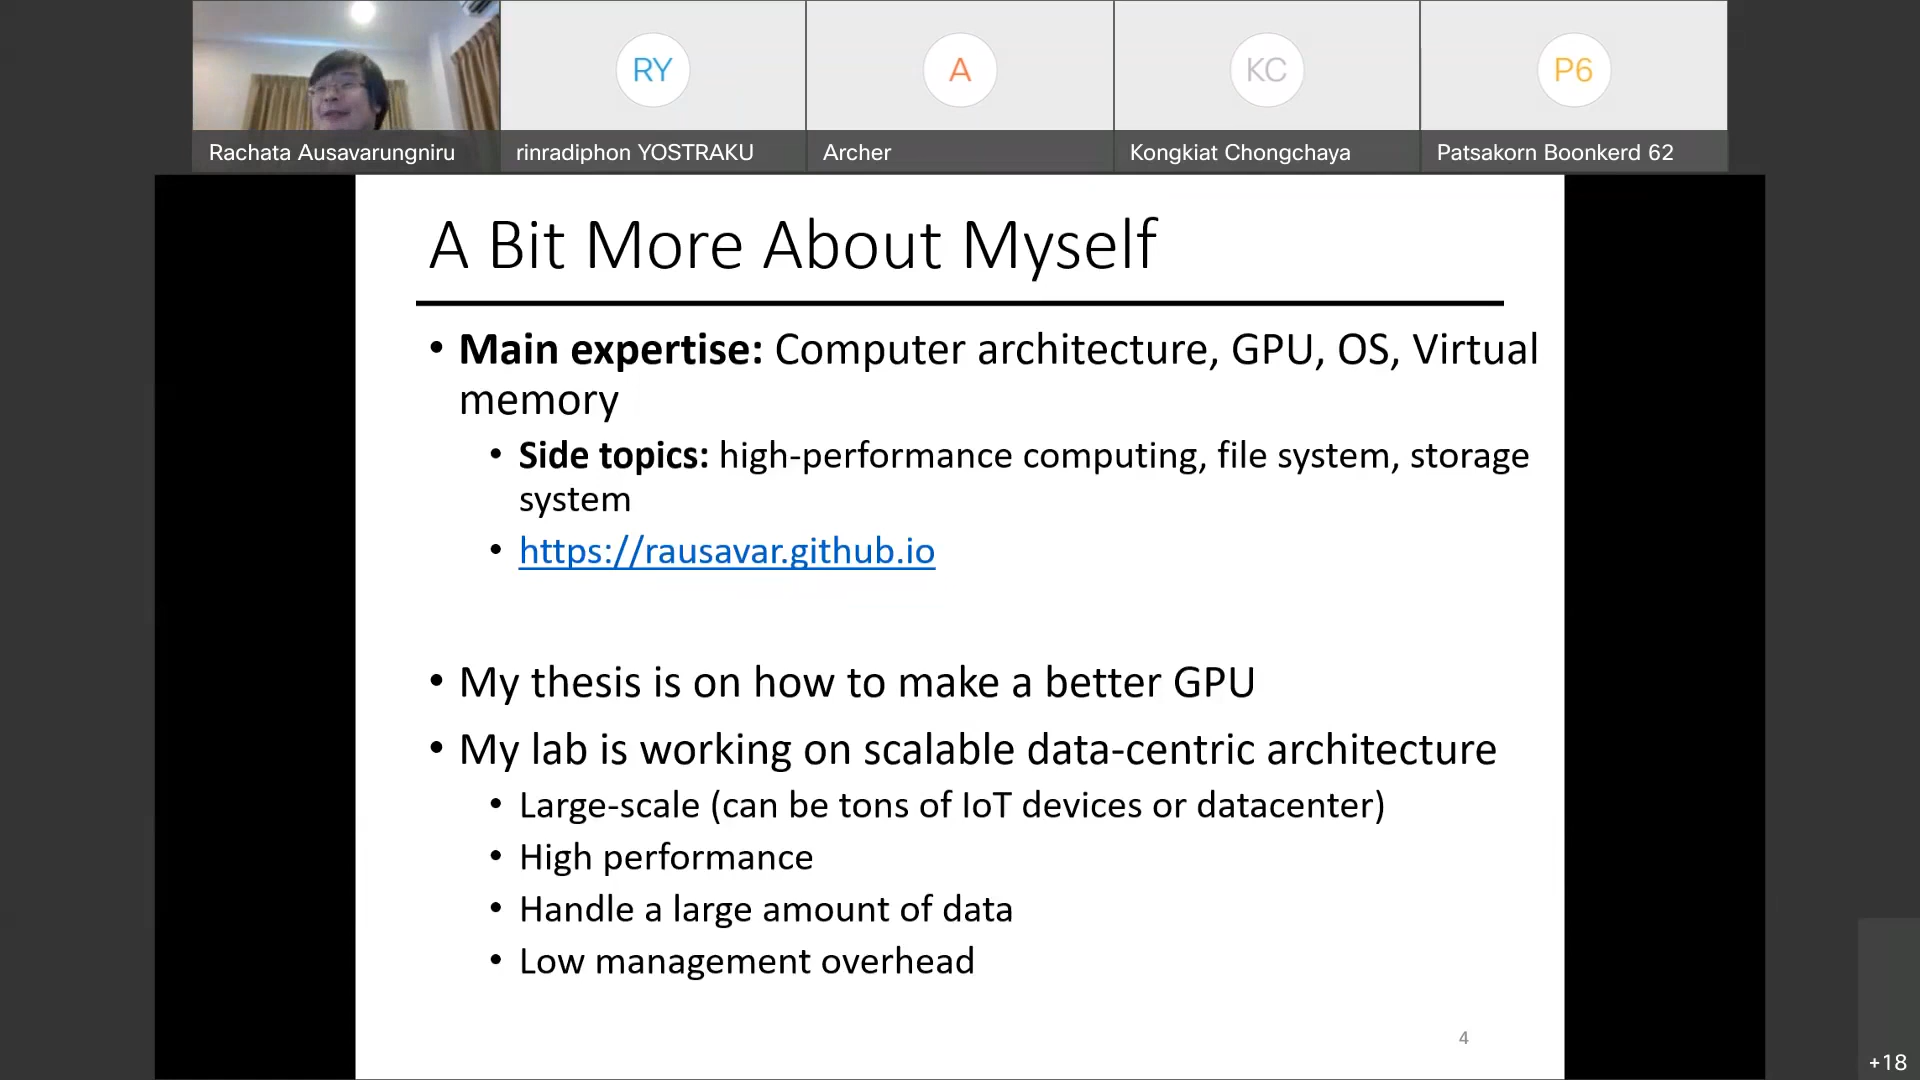 RY
A
KC
P6
Rachata Ausavarungniru
rinradiphon YOSTRAKU
Archer
Kongkiat Chongchaya
Patsakorn Boonkerd 62
A Bit More About Myself
• Main expertise: Computer architecture, GPU, OS, Virtual
memory
• Side topics: high-performance computing, file system, storage
system
• https://rausavar.github.io
• My thesis is on how to make a better GPU
• My lab is working on scalable data-centric architecture
• Large-scale (can be tons of IoT devices or datacenter)
• High performance
• Handle a large amount of data
• Low management overhead
4
+18